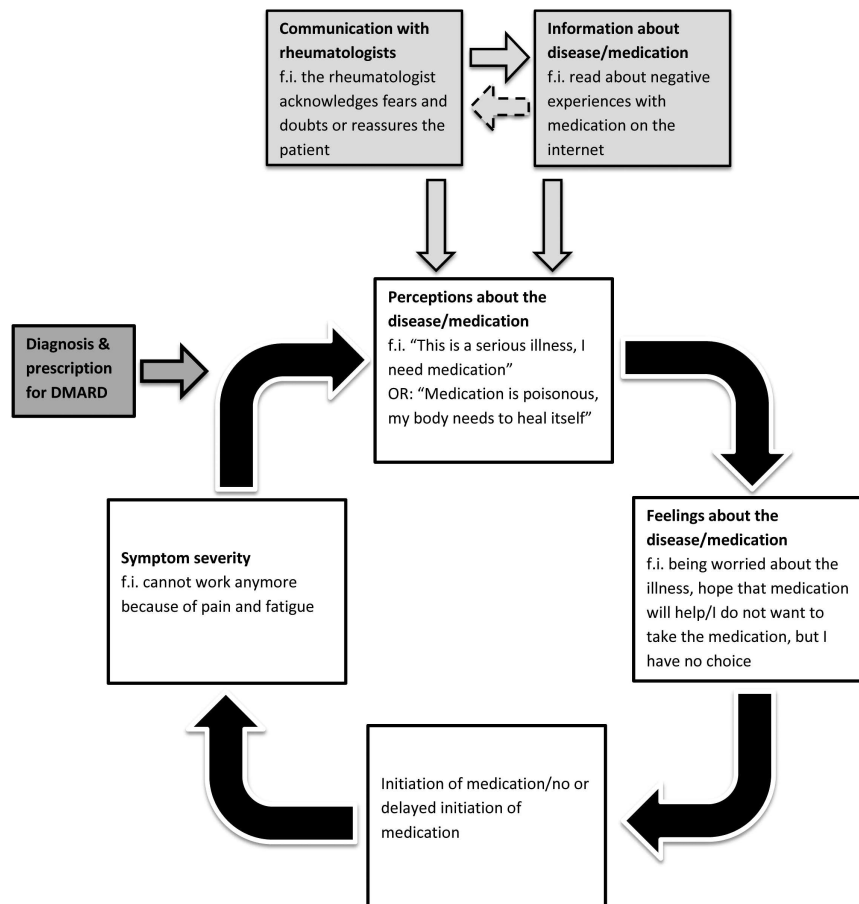 Communication with
rheumatologists
f.i. the rheumatologist
acknowledges fears and
doubts or reassures the
patient
Information about
disease/medication
f.i. read about negative
experiences with
medication on the
internet
Perceptions about the
disease/medication
f.i. “This is a serious illness, I
need medication”
OR: “Medication is poisonous,
my body needs to heal itself”
Diagnosis &
prescription
for DMARD
Feelings about the
disease/medication
f.i. being worried about the
illness, hope that medication
will help/I do not want to
take the medication, but I
have no choice
Symptom severity
f.i. cannot work anymore
because of pain and fatigue
Initiation of medication/no or
delayed initiation of
medication